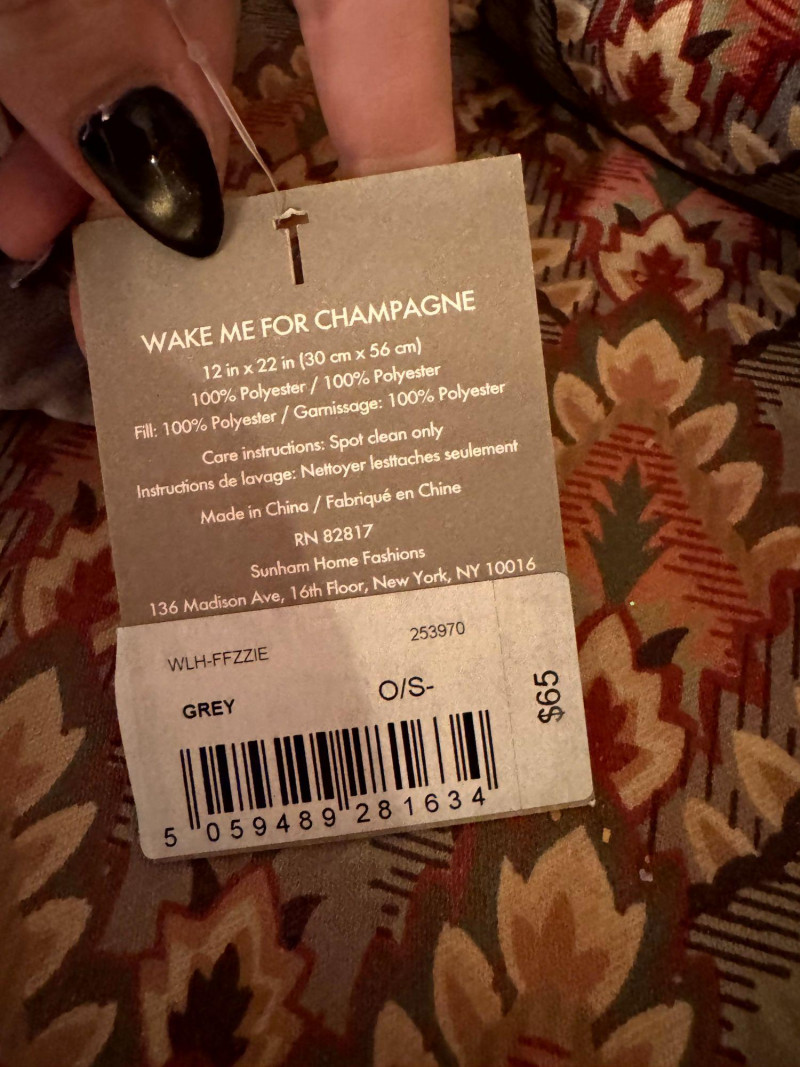 WAKE ME FOR CHAMPAGNE
12 in x 22 in (30 cm x 56 cm)
100% Polyester / 100% Polyester
Fill: 100% Polyester / Garnissage: 100% Polyester
Care instructions: Spot clean only
Instructions de lavage: Nettoyer lesttaches seulement
Made in China / Fabriqué en Chine
RN 82817
Sunham Home Fashions
136 Madison Ave, 16th Floor, New York, NY 10016
WLH-FFZZIE
253970
GREY
O/S-
$65
5 059489 281634